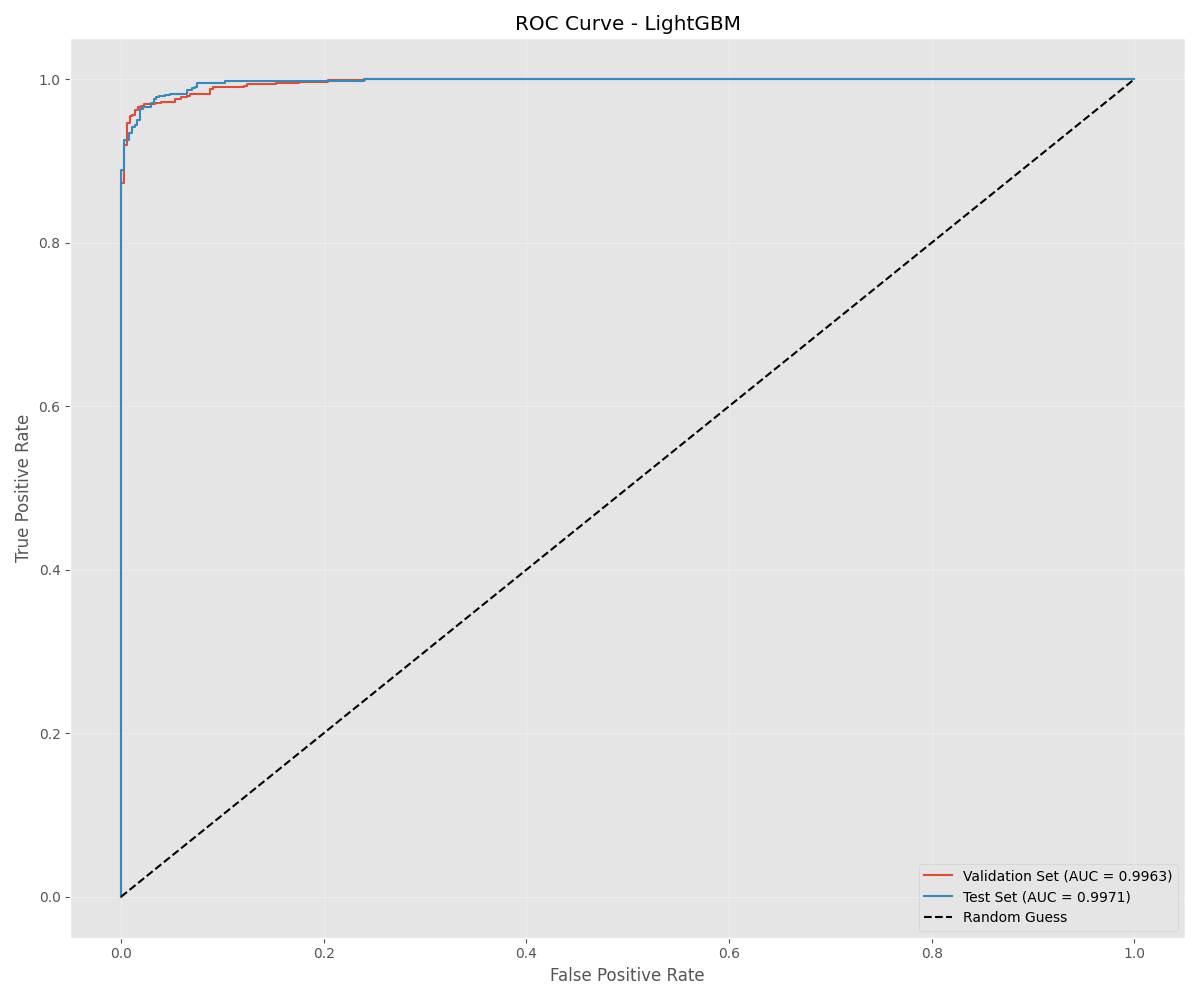 ROC Curve - LightGBM
True Positive Rate
1.0
0.8
0.6
0.4
0.2
0.0
0.0 0.2 0.4 0.6 0.8 1.0
False Positive Rate
Validation Set (AUC = 0.9963)
Test Set (AUC = 0.9971)
Random Guess